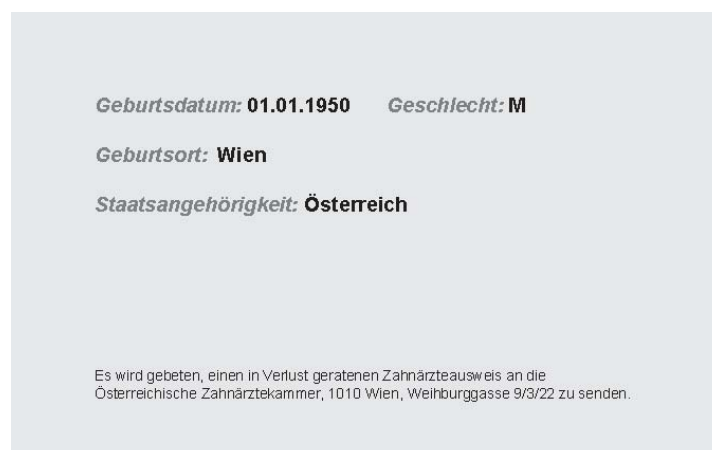 Geburtsdatum: 01.01.1950 Geschlecht: M
Geburtsort: Wien
Staatsangehörigkeit: Österreich
Es wird gebeten, einen in Verlust geratenen Zahnärzteausweis an die
Österreichische Zahnärztekammer, 1010 Wien, Weihburggasse 9/3/22 zu senden.